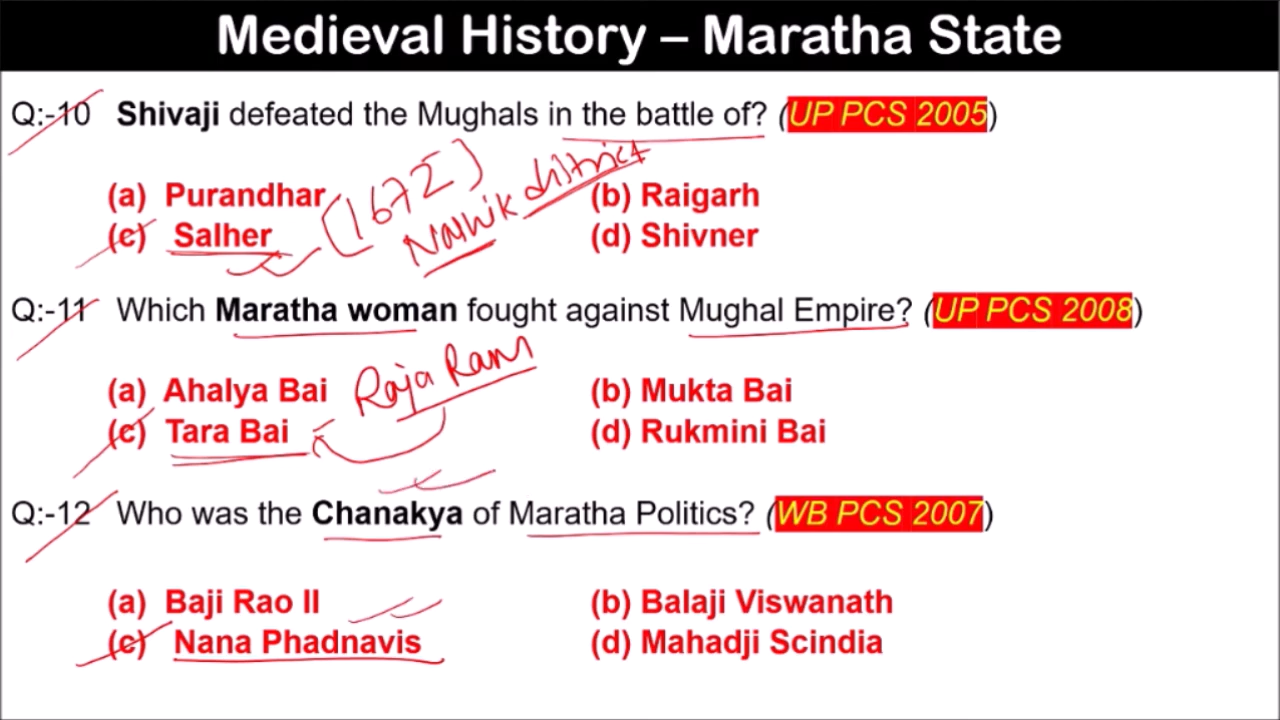 Medieval History – Maratha State
Q:-10 Shivaji defeated the Mughals in the battle of? (UP PCS 2005)
(a) Purandhar
(b) Raigarh
[1672]
Nashik district
(c) Salher
(d) Shivner
Q:-11 Which Maratha woman fought against Mughal Empire? (UP PCS 2008)
(a) Ahalya Bai
Raja Ram
(b) Mukta Bai
(c) Tara Bai
(d) Rukmini Bai
Q:-12 Who was the Chanakya of Maratha Politics? (WB PCS 2007)
(a) Baji Rao II
(b) Balaji Viswanath
(c) Nana Phadnavis
(d) Mahadji Scindia